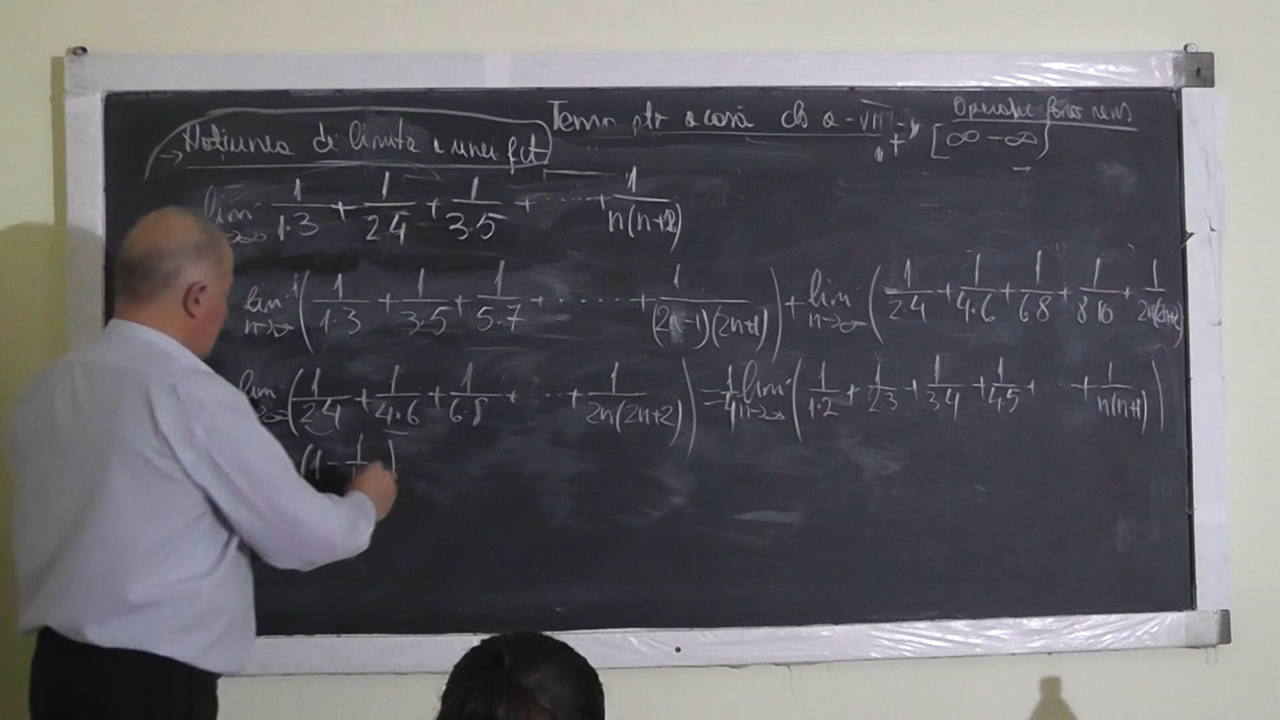 Tema ptr acasă
Operație fără sens
→ Noțiunea de limită a unei fct [∞ - ∞]
lim 1/1·3 + 1/2·4 + 1/3·5 + ..... + 1/n(n+2)
lim n→∞ (1/1·3 + 1/3·5 + 1/5·7 + ...... + 1/(2n-1)(2n+1)) + lim n→∞ (1/2·4 + 1/4·6 + 1/6·8 + 1/8·10 + 1/2n(2n+2)
lim (1/2·4 + 1/4·6 + 1/6·8 + ... + 1/2n(2n+2)) = 1/4 lim n→∞ (1/1·2 + 1/2·3 + 1/3·4 + 1/4·5 + ... + 1/n(n+1))
(1 - 1